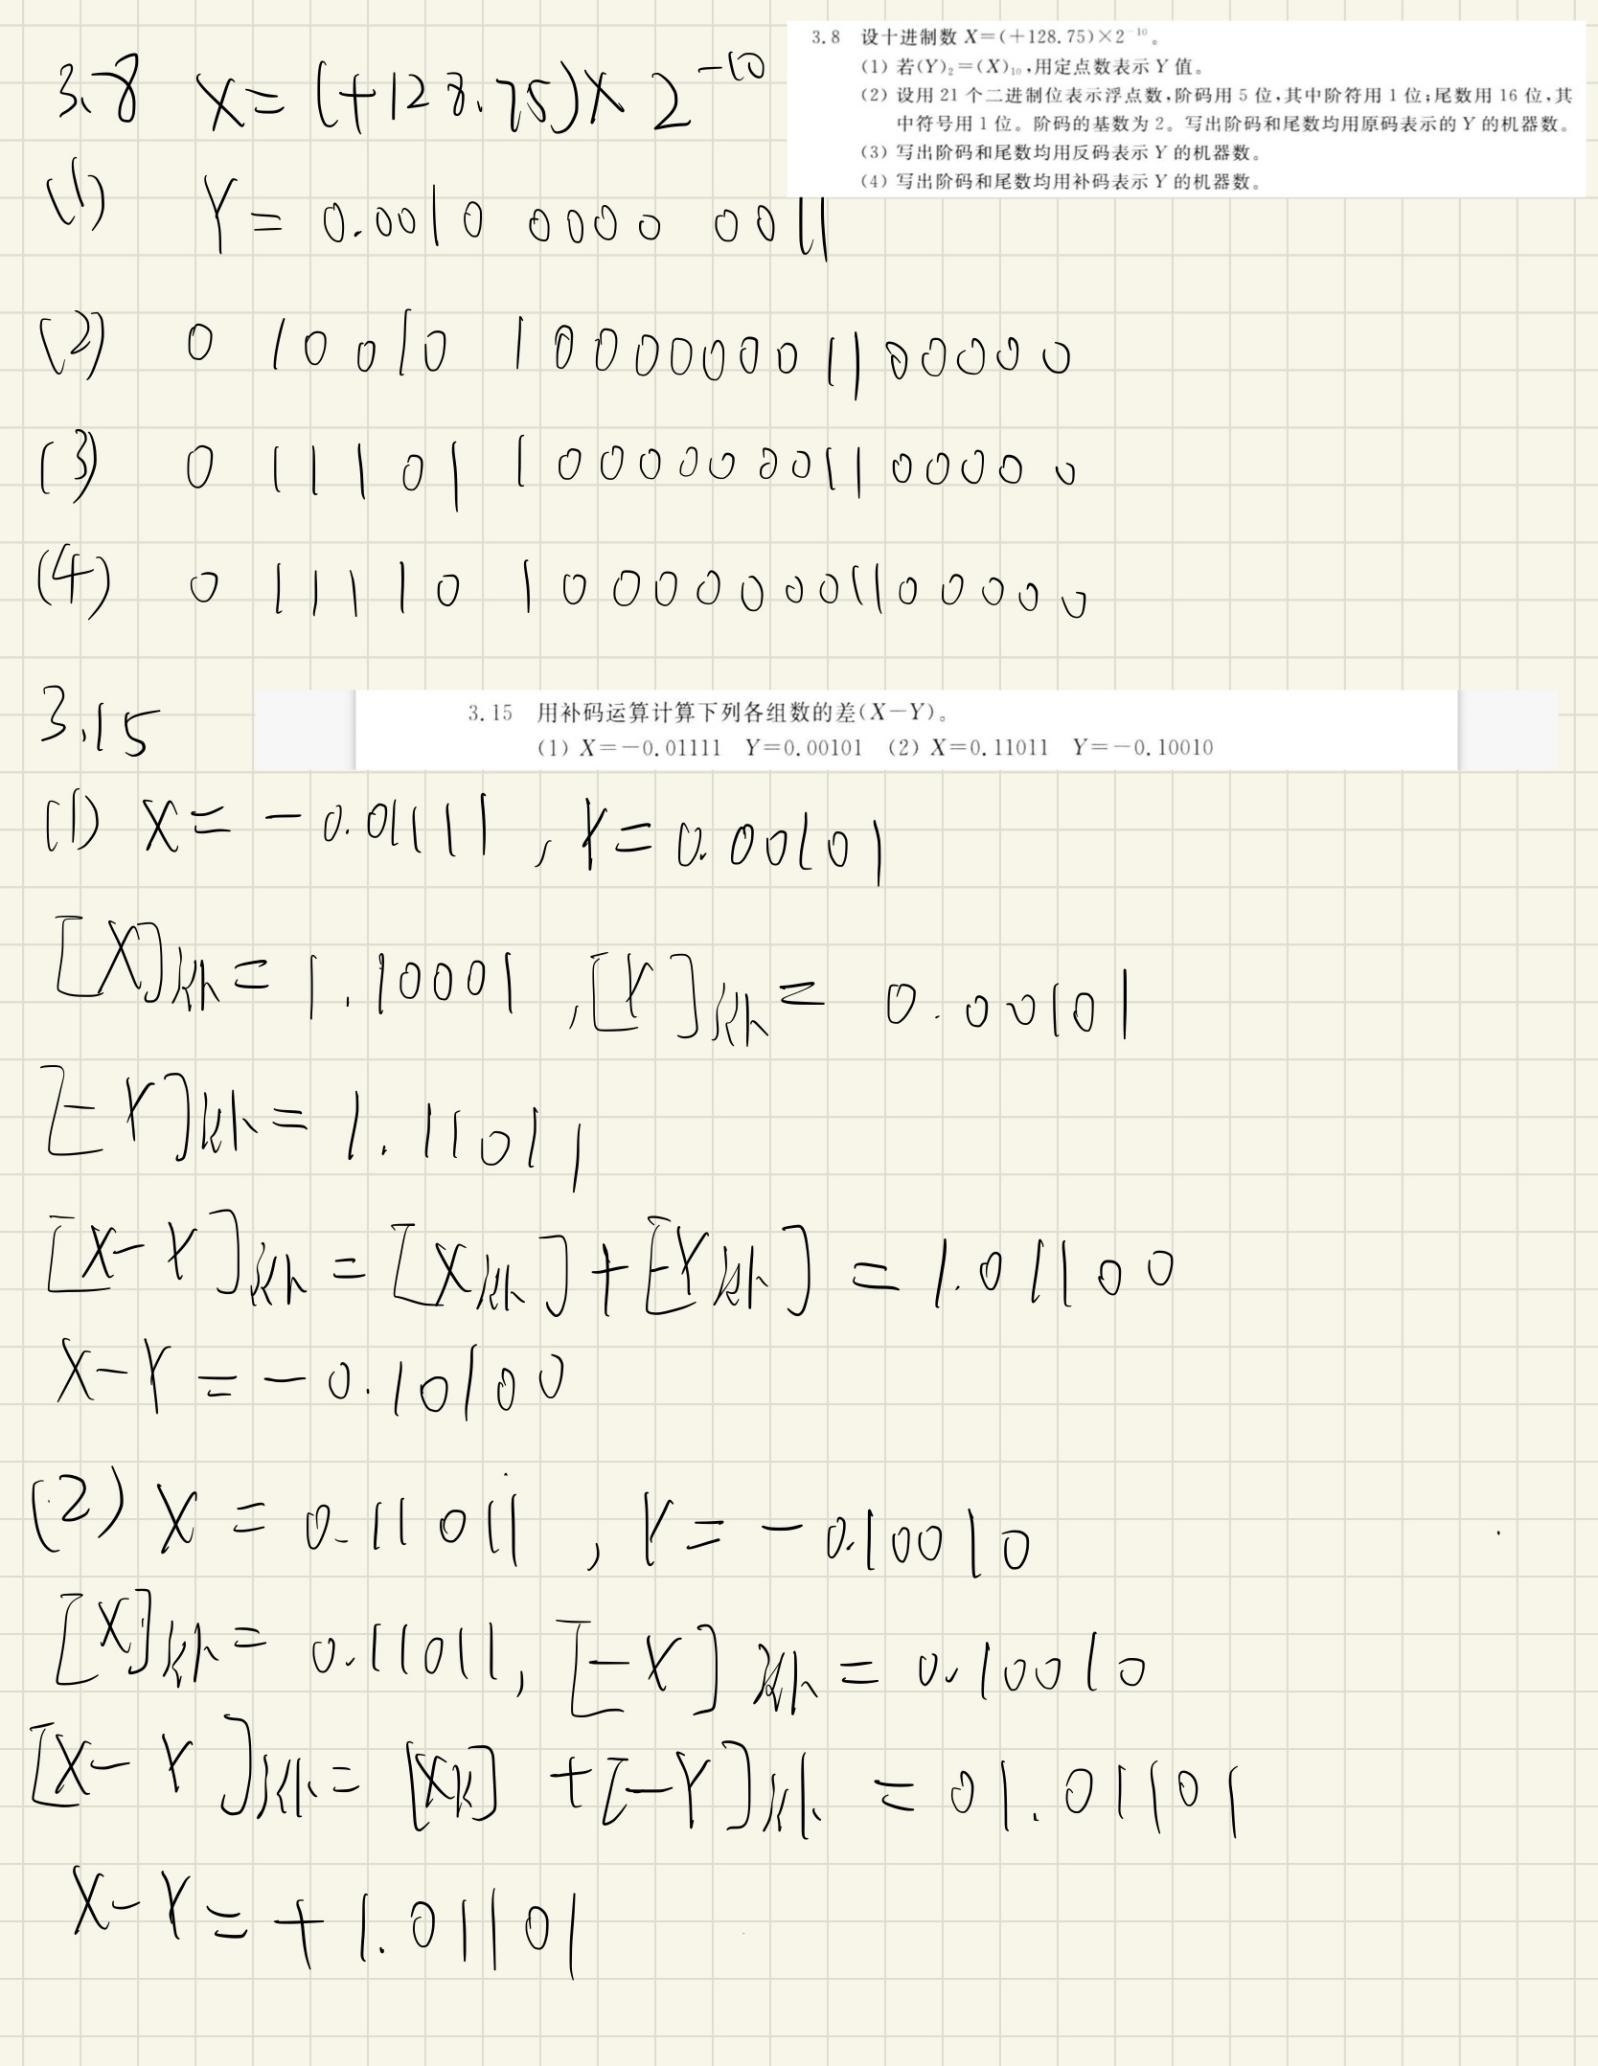 3.8 设十进制数 X=(+128.75)×2⁻¹⁰。
(1) 若(Y)₂=(X)₁₀,用定点数表示 Y 值。
(2) 设用 21 个二进制位表示浮点数,阶码用 5 位,其中阶符用 1 位;尾数用 16 位,其
中符号用 1 位。阶码的基数为 2。写出阶码和尾数均用原码表示的 Y 的机器数。
(3) 写出阶码和尾数均用反码表示 Y 的机器数。
(4) 写出阶码和尾数均用补码表示 Y 的机器数。
3.8 X=(+128.75)X 2⁻¹⁰
(1) Y= 0.0010 0000 0011
(2) 0 10010 100000001100000
(3) 0 11101 100000001100000
(4) 0 11110 100000001100000
3.15
3.15 用补码运算计算下列各组数的差(X-Y)。
(1) X=-0.01111 Y=0.00101 (2) X=0.11011 Y=-0.10010
(1) X= -0.01111, Y=0.00101
[X]补= 1.10001 ,[Y]补= 0.00101
[-Y]补= 1.11011
[X-Y]补=[X补]+[-Y补] = 1.01100
X-Y=-0.10100
(2) X = 0.11011 , Y=-0.10010
[X]补= 0.11011, [-Y]补= 0.10010
[X-Y]补= [X补] +[-Y]补 = 01.01101
X-Y=+1.01101